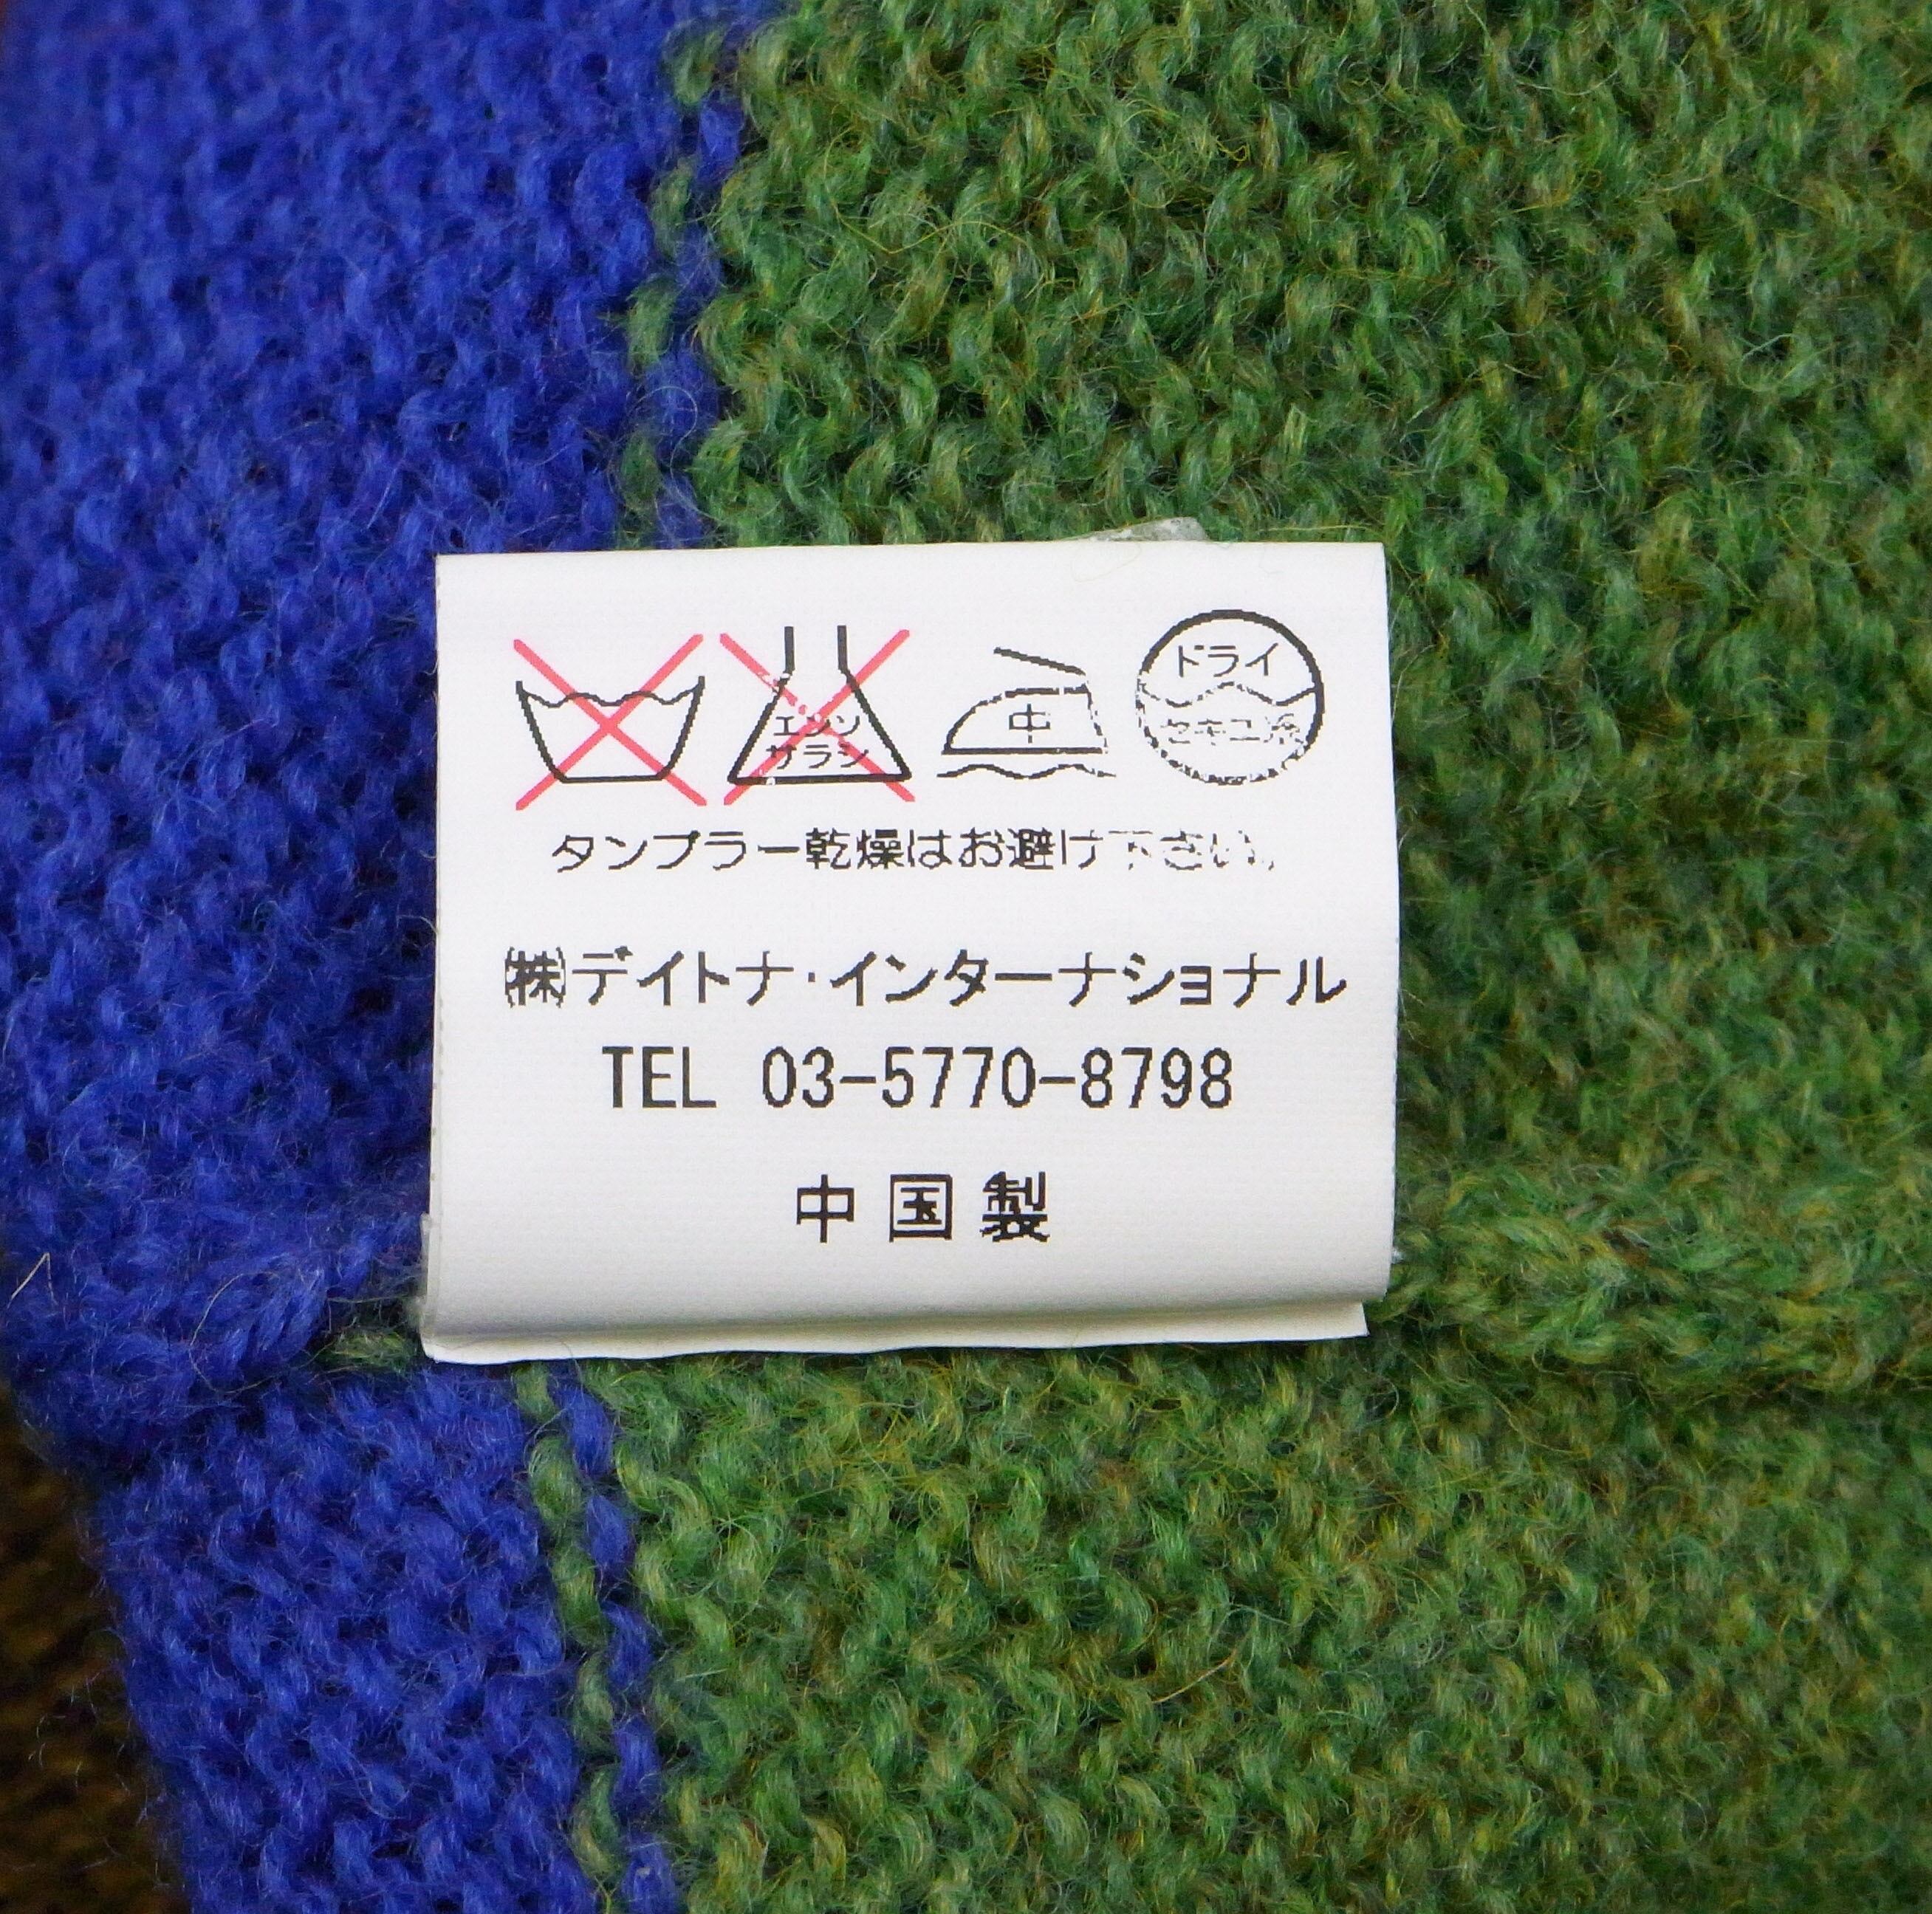 エンソ
サラシ
中
ドライ
セキユ系
タンブラー乾燥はお避け下さい。
㈱デイトナ・インターナショナル
TEL 03-5770-8798
中国製